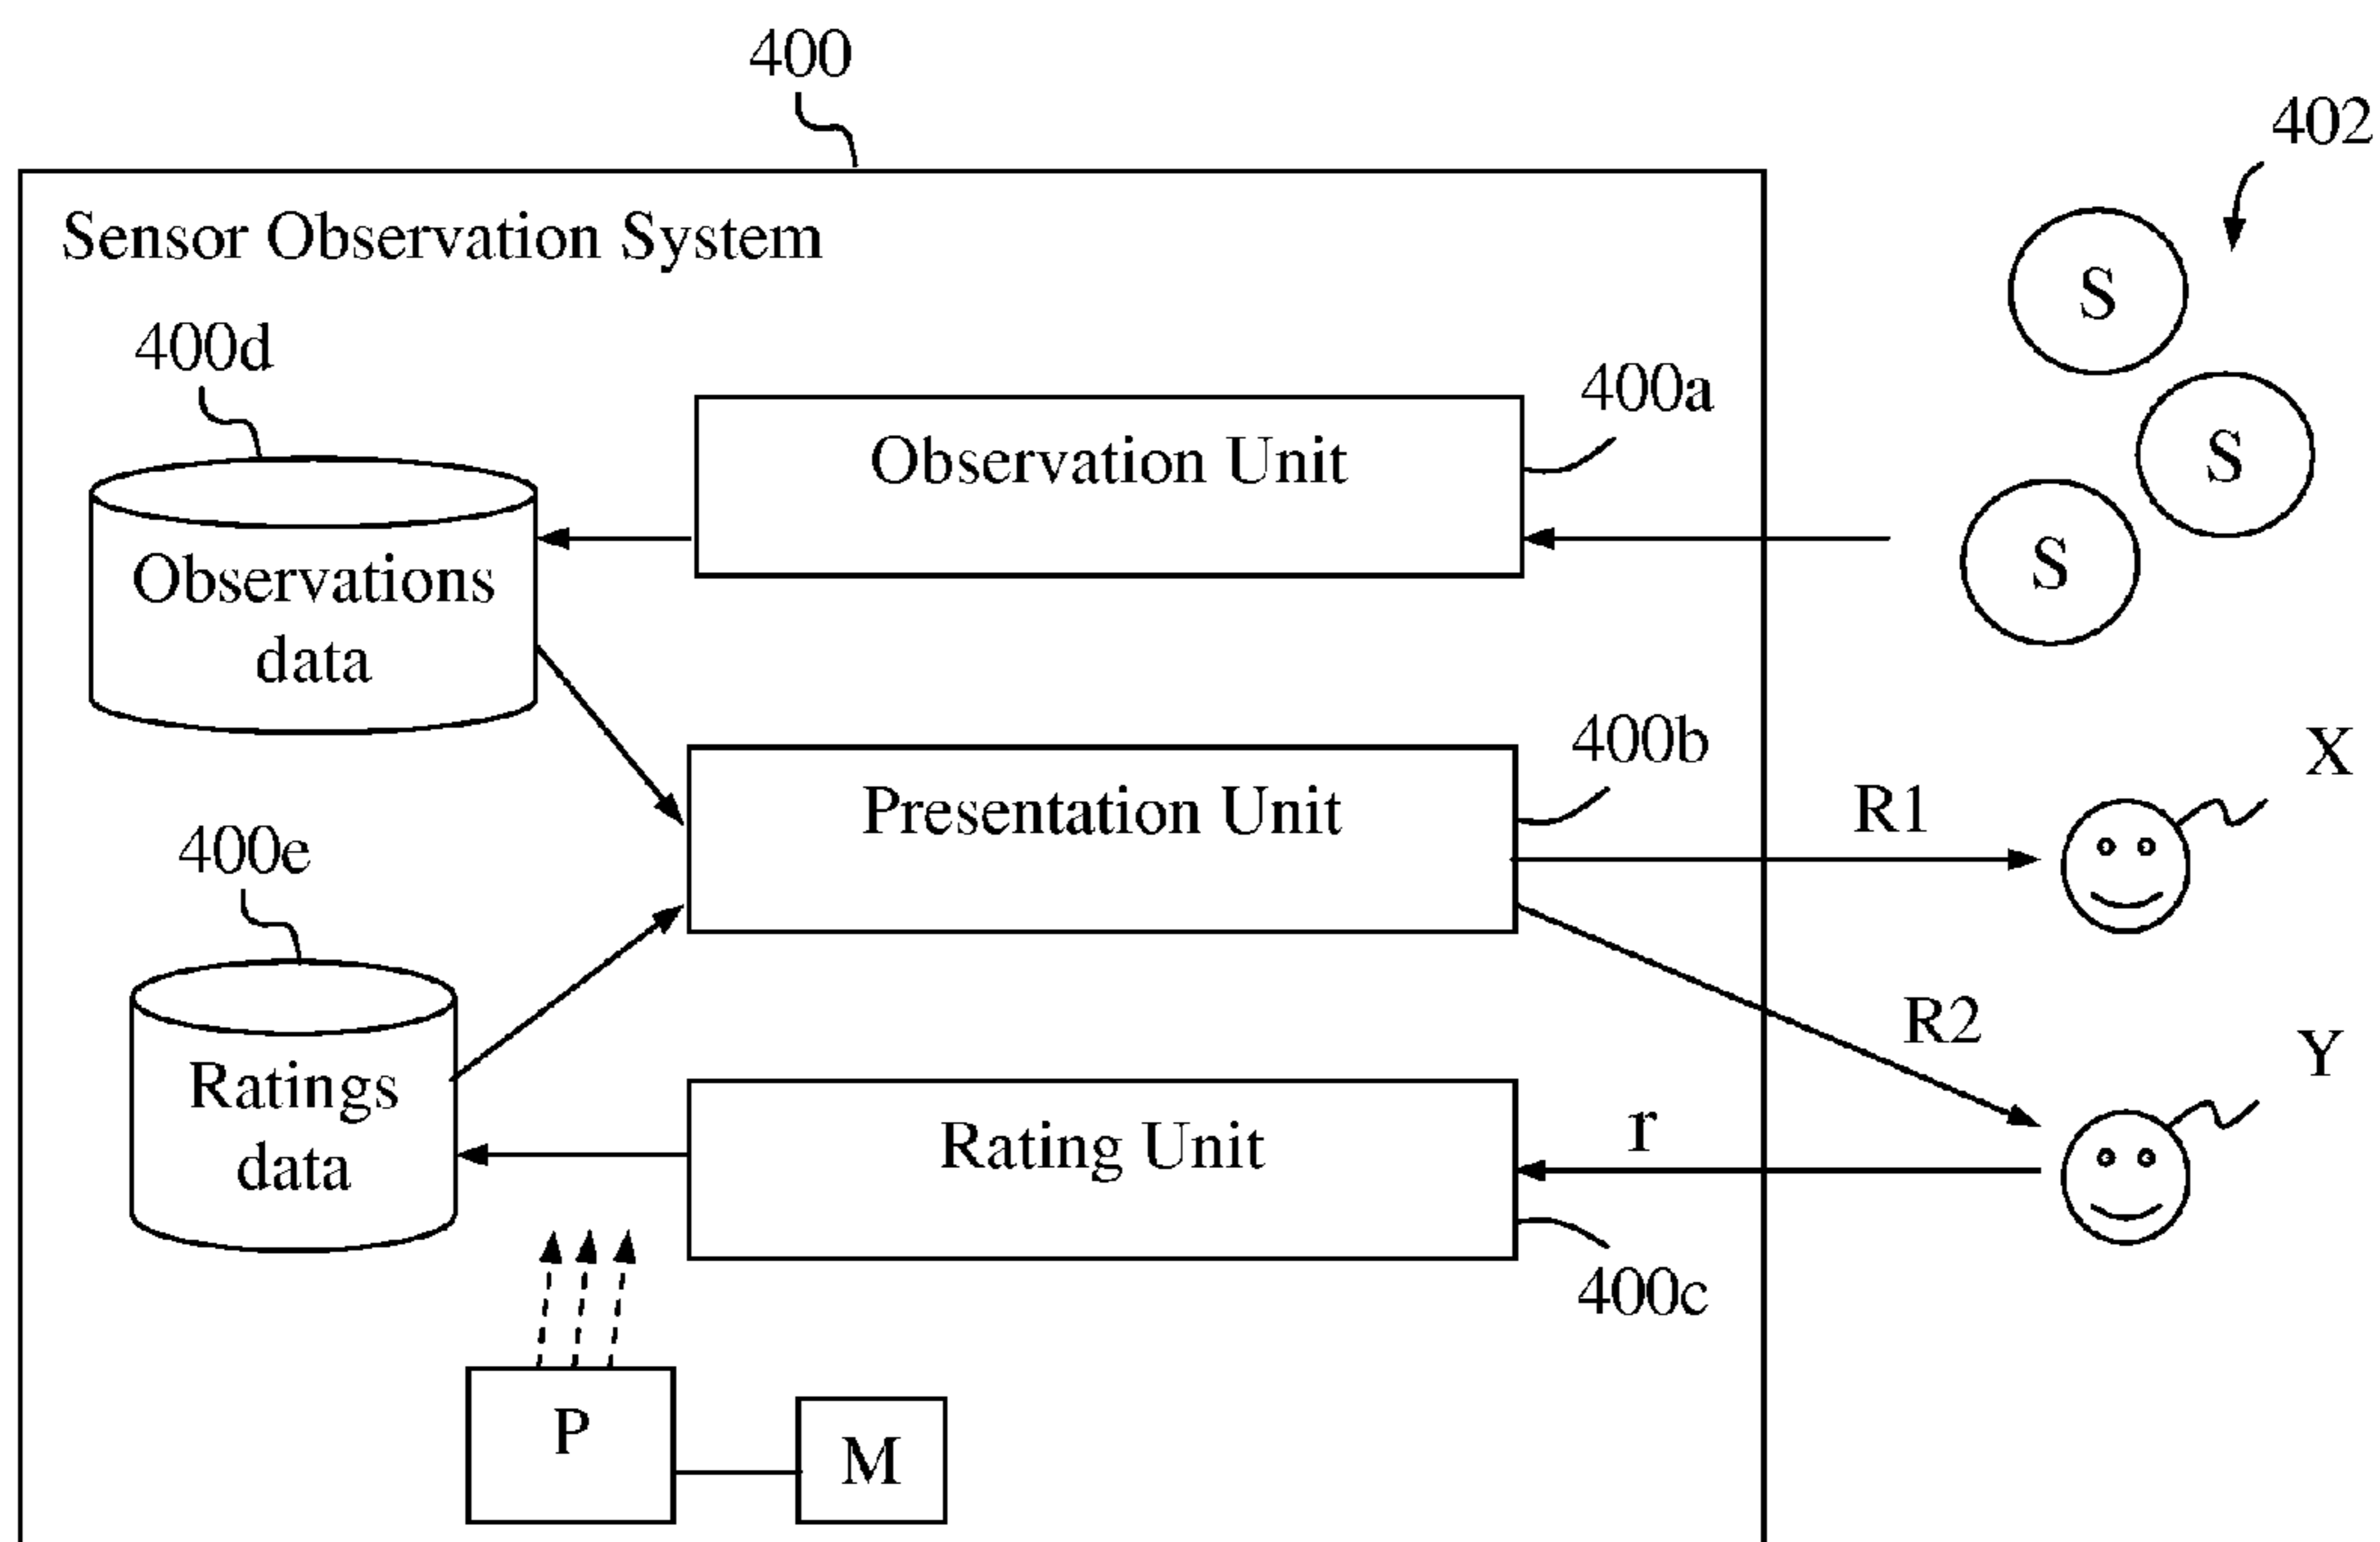 400
402
Sensor Observation System
S
400d
400a
Observation Unit
S
Observations
data
S
400b
X
Presentation Unit
R1
400e
R2
Y
Ratings
data
Rating Unit
r
400c
P
M